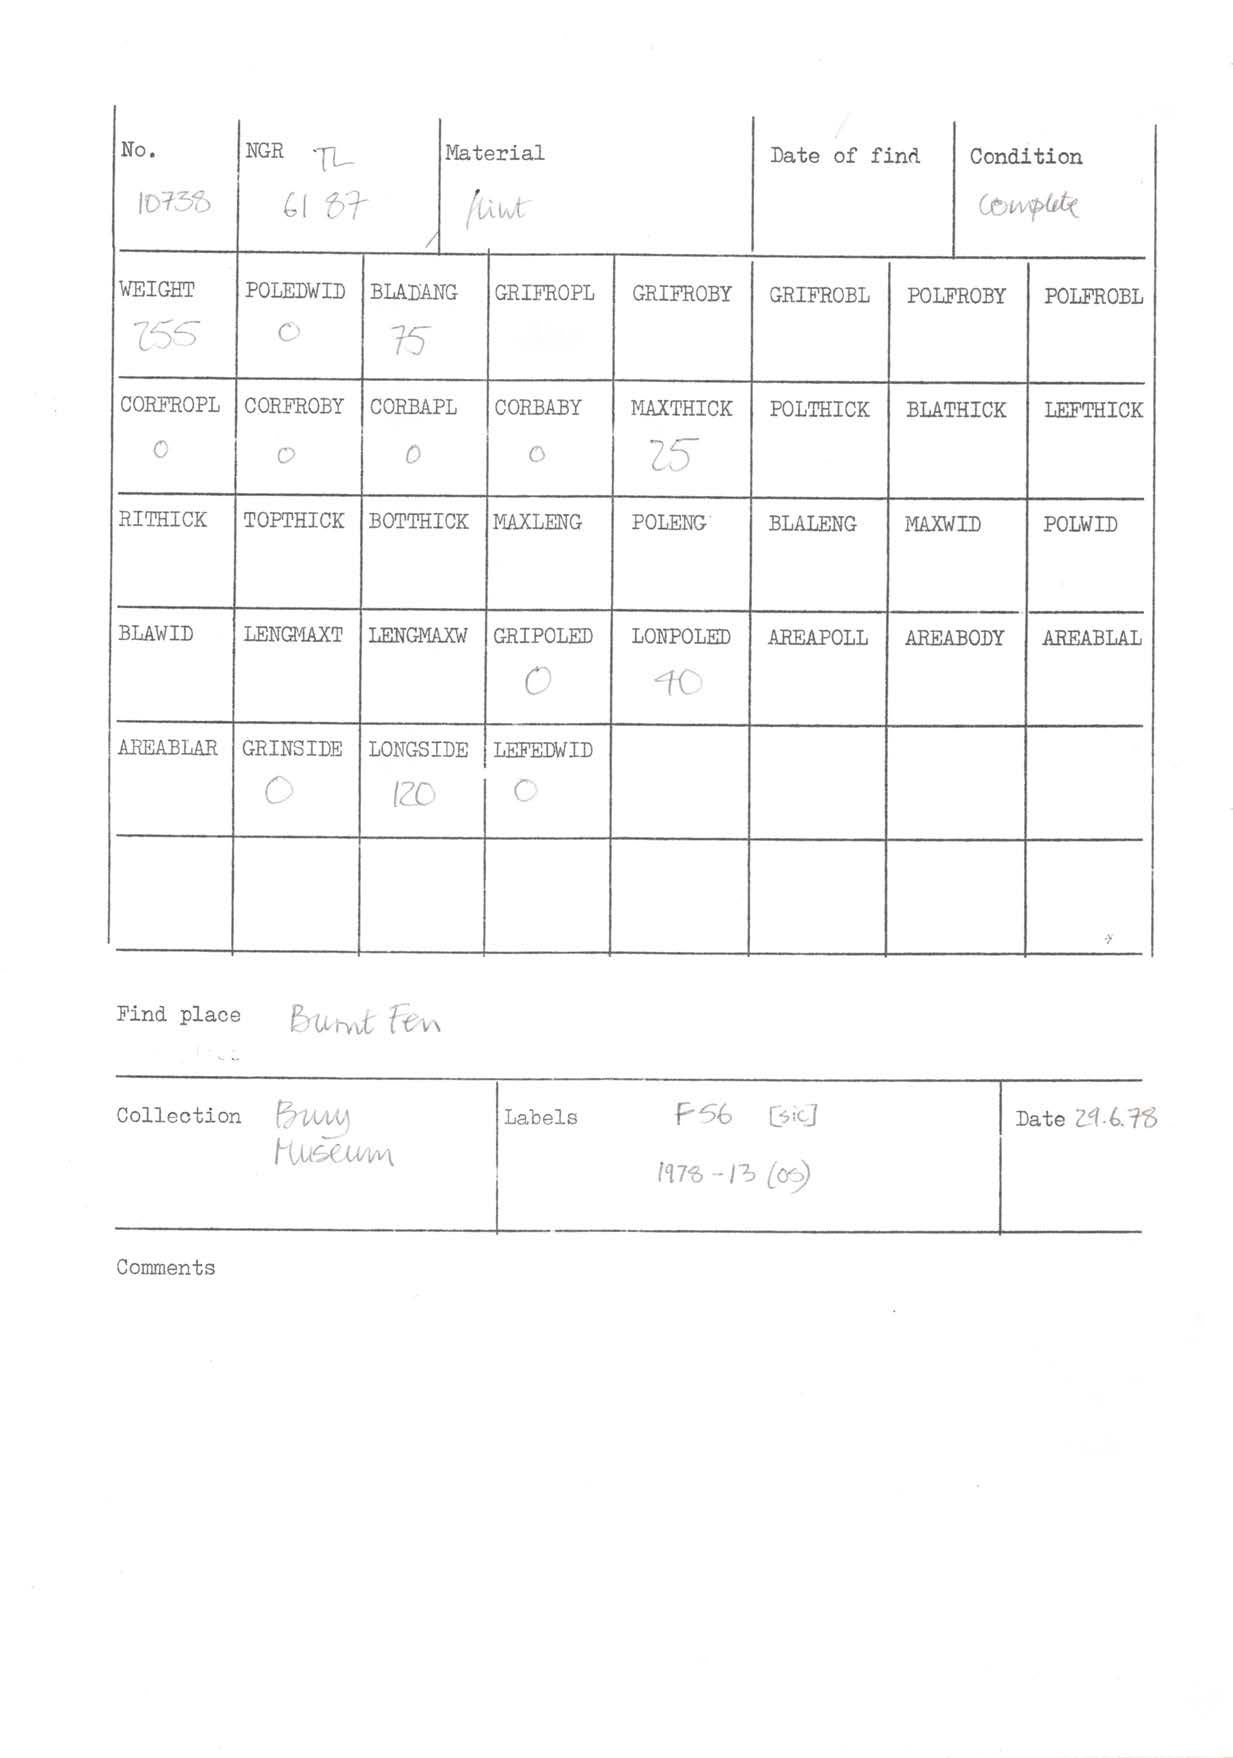 No. NGR TL Material Date of find Condition
10738 61 87 flint complete
WEIGHT POLEDWID BLADANG GRIFROPL GRIFROBY GRIFROBL POLFROBY POLFROBL
255 0 75
CORFROPL CORFROBY CORBAPL CORBABY MAXTHICK POLTHICK BLATHICK LEFTHICK
0 0 0 0 25
RITHICK TOPTHICK BOTTHICK MAXLENG POLENG BLALENG MAXWID POLWID
BLAWID LENGMAXT LENGMAXW GRIPOLED LONPOLED AREAPOLL AREABODY AREABLAL
0 40
AREABLAR GRINSIDE LONGSIDE LEFEDWID
0 120 0
Find place Burnt Fen
Collection Bury Labels F56 [sic] Date 29.6.78
Museum
1978-13 (OS)
Comments